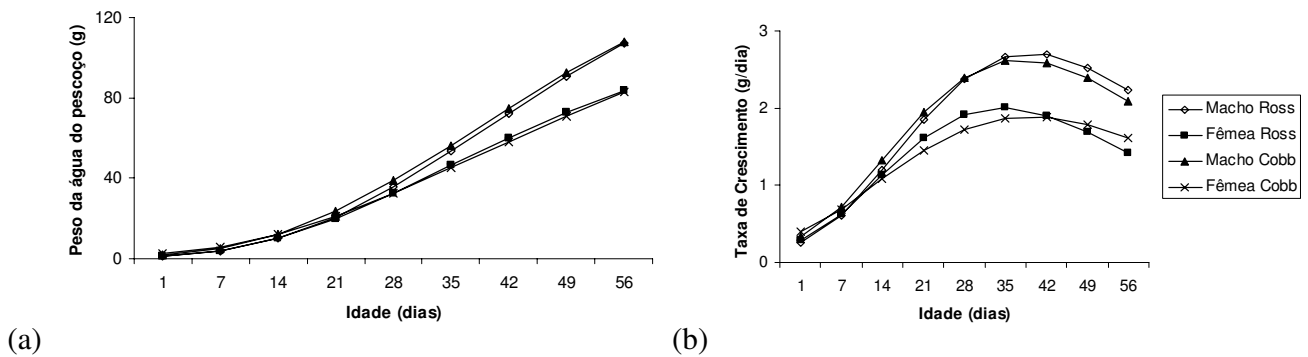 Peso da água do pescoço (g)
120
80
40
0
1 7 14 21 28 35 42 49 56
Idade (dias)
(a)
Taxa de Crescimento (g/dia)
3
2
1
0
1 7 14 21 28 35 42 49 56
Idade (dias)
(b)
Macho Ross
Fêmea Ross
Macho Cobb
Fêmea Cobb